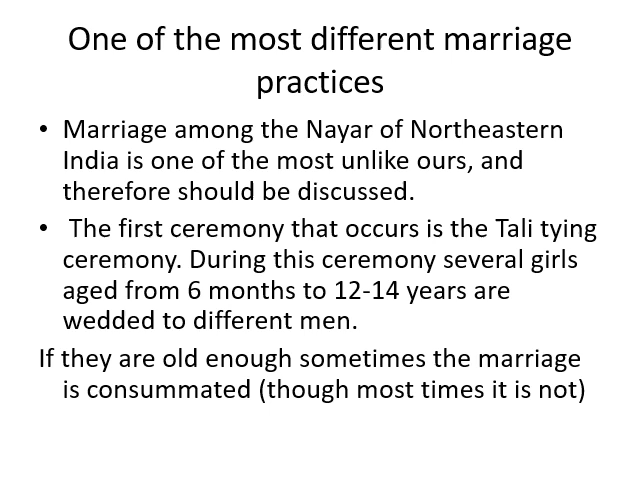 One of the most different marriage
practices
• Marriage among the Nayar of Northeastern
India is one of the most unlike ours, and
therefore should be discussed.
• The first ceremony that occurs is the Tali tying
ceremony. During this ceremony several girls
aged from 6 months to 12-14 years are
wedded to different men.
If they are old enough sometimes the marriage
is consummated (though most times it is not)